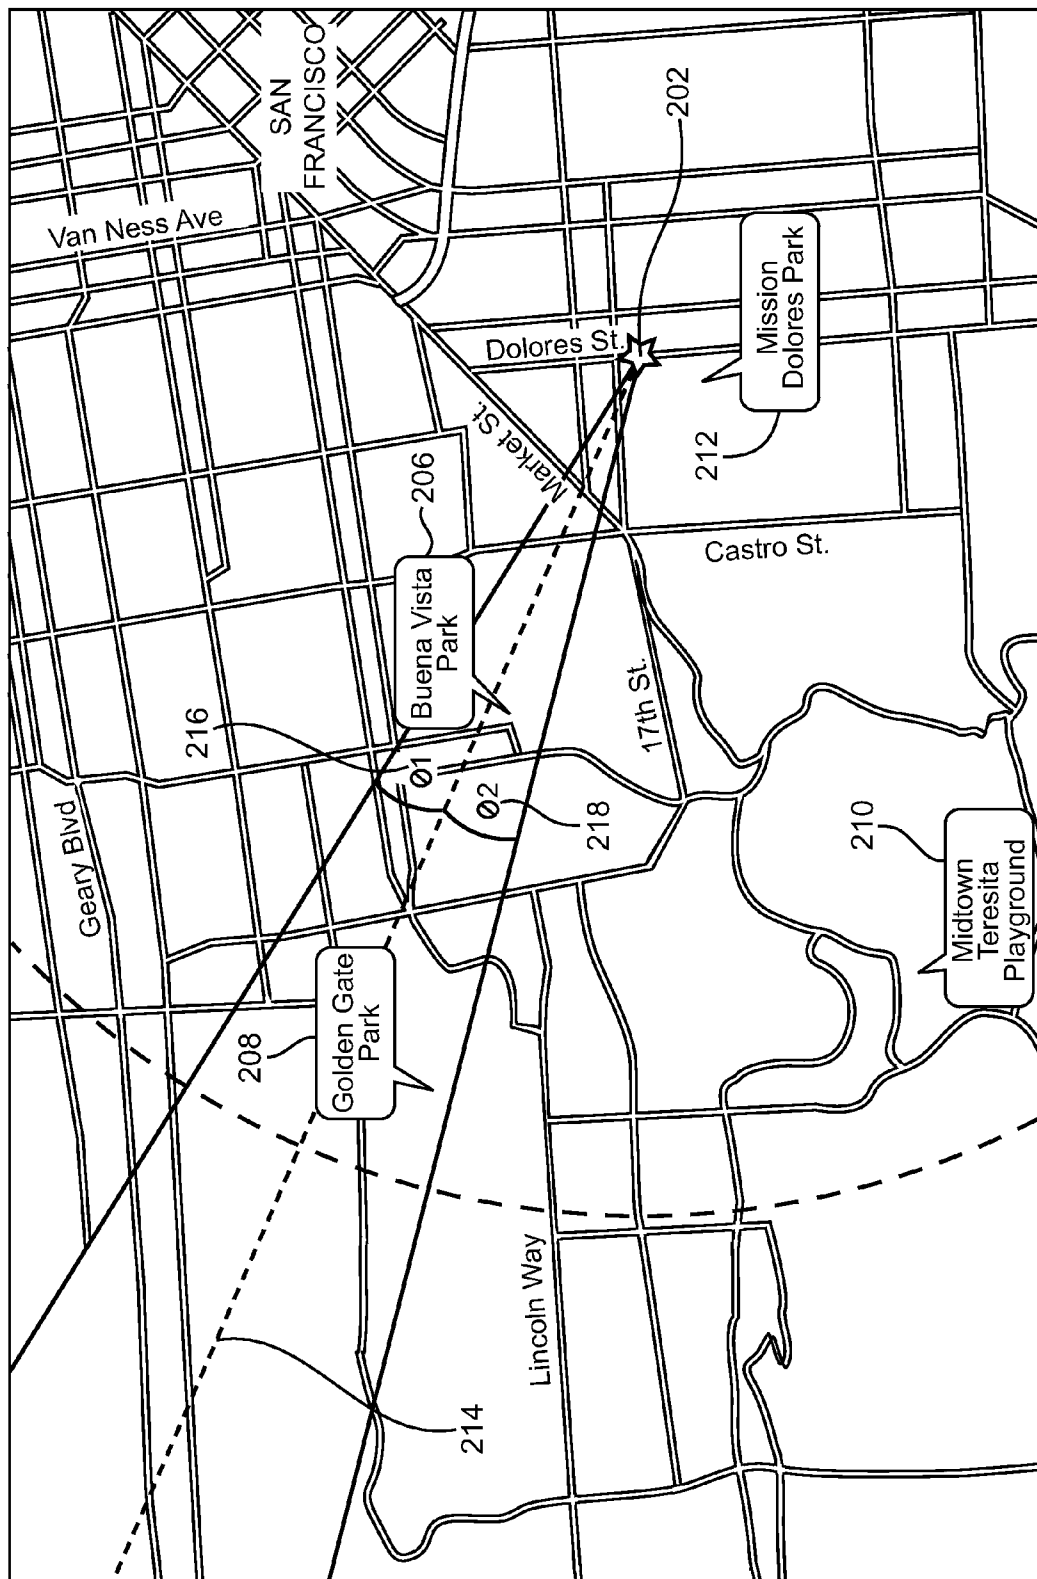 Geary Blvd
Van Ness Ave
216
208
SAN
FRANCISCO
Golden Gate
Park
Ø1
Buena Vista
Park
206
214
Ø2
Market St.
Dolores St.
Lincoln Way
218
17th St.
202
212
Castro St.
Mission
Dolores Park
210
Midtown
Teresita
Playground